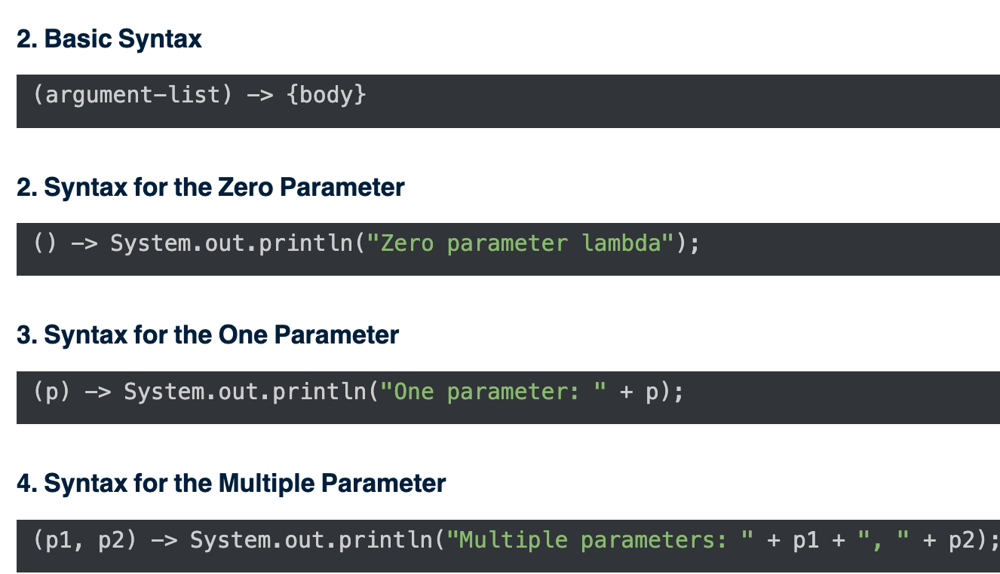 2. Basic Syntax
(argument-list) -> {body}
2. Syntax for the Zero Parameter
() -> System.out.println("Zero parameter lambda");
3. Syntax for the One Parameter
(p) -> System.out.println("One parameter: " + p);
4. Syntax for the Multiple Parameter
(p1, p2) -> System.out.println("Multiple parameters: " + p1 + ", " + p2);